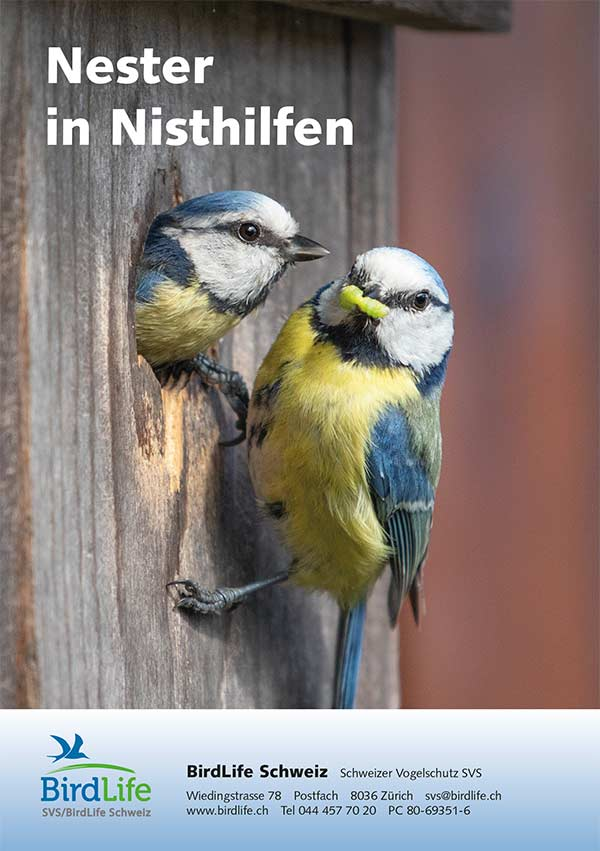 Nester
in Nisthilfen
BirdLife
SVS/BirdLife Schweiz
BirdLife Schweiz Schweizer Vogelschutz SVS
Wiedingstrasse 78 Postfach 8036 Zürich svs@birdlife.ch
www.birdlife.ch Tel 044 457 70 20 PC 80-69351-6